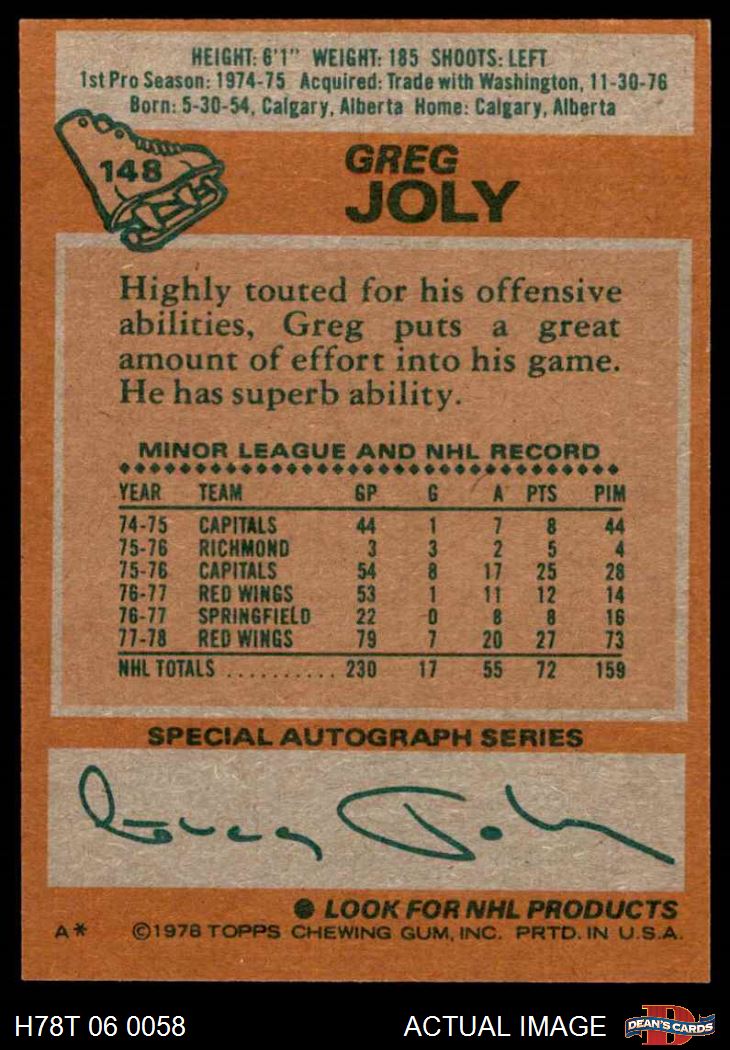 HEIGHT: 6'1" WEIGHT: 185 SHOOTS: LEFT
1st Pro Season: 1974-75 Acquired: Trade with Washington, 11-30-76
Born: 5-30-54, Calgary, Alberta Home: Calgary, Alberta
148
GREG
JOLY
Highly touted for his offensive
abilities, Greg puts a great
amount of effort into his game.
He has superb ability.
MINOR LEAGUE AND NHL RECORD
YEAR TEAM GP G A PTS PIM
74-75 CAPITALS 44 1 7 8 44
75-76 RICHMOND 3 3 2 5 4
75-76 CAPITALS 54 8 17 25 28
76-77 RED WINGS 53 1 11 12 14
76-77 SPRINGFIELD 22 0 8 8 16
77-78 RED WINGS 79 7 20 27 73
NHL TOTALS .......... 230 17 55 72 159
SPECIAL AUTOGRAPH SERIES
Greg Joly
● LOOK FOR NHL PRODUCTS
A* ©1978 TOPPS CHEWING GUM, INC. PRTD. IN U.S.A.
H78T 06 0058 ACTUAL IMAGE
D
DEAN'S CARDS